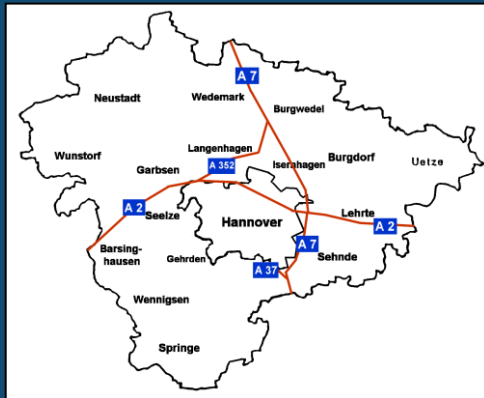 A 7
Neustadt
Wedemark
Burgwedel
Langenhagen
Wunstorf
A 352
Isernhagen
Burgdorf
Uetze
Garbsen
A 2
Seelze
Hannover
Lehrte
A 2
Barsing-
hausen
Gehrden
A 7
Sehnde
A 37
Wennigsen
Springe